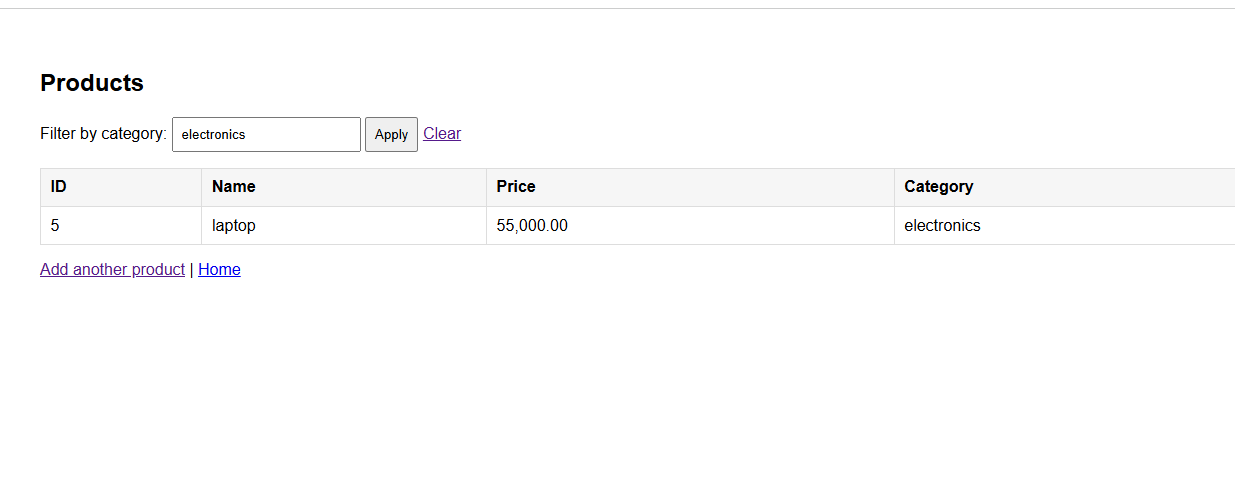 Products
Filter by category: electronics Apply Clear
ID Name Price Category
5 laptop 55,000.00 electronics
Add another product | Home